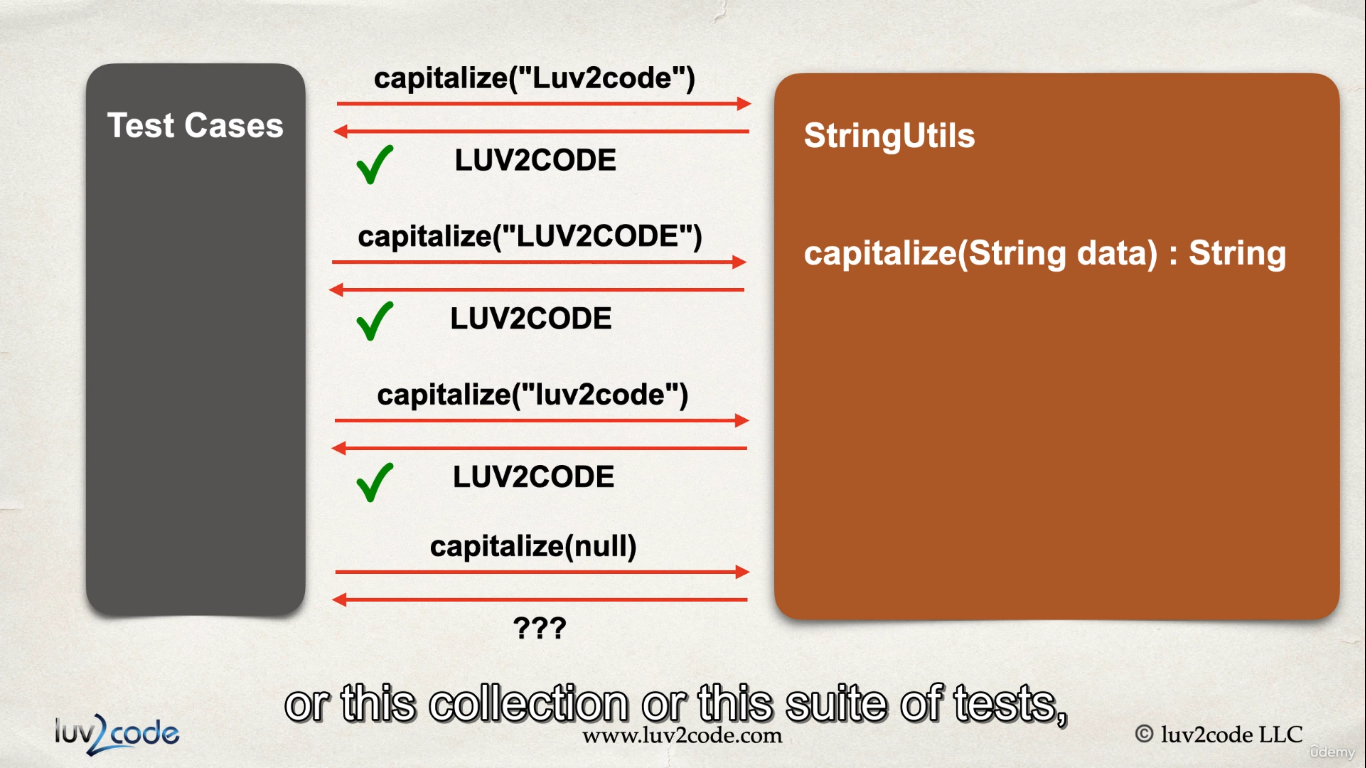 Test Cases
capitalize("Luv2code")
LUV2CODE
capitalize("LUV2CODE")
LUV2CODE
capitalize("luv2code")
LUV2CODE
capitalize(null)
???
StringUtils
capitalize(String data) : String
or this collection or this suite of tests,
luv2code
www.luv2code.com
© luv2code LLC
ûdemy